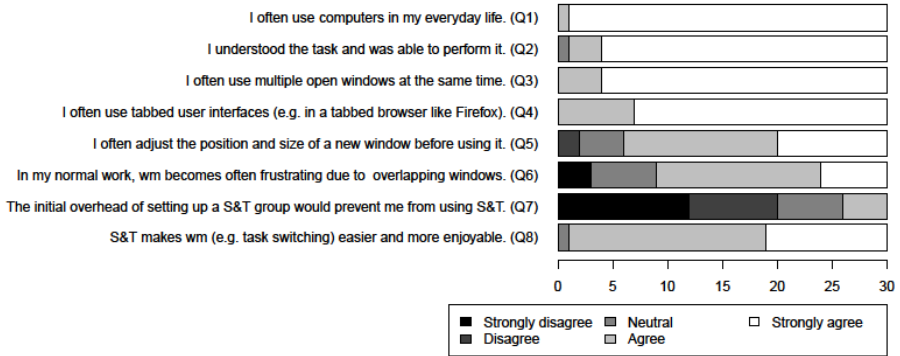 I often use computers in my everyday life. (Q1)
I understood the task and was able to perform it. (Q2)
I often use multiple open windows at the same time. (Q3)
I often use tabbed user interfaces (e.g. in a tabbed browser like Firefox). (Q4)
I often adjust the position and size of a new window before using it. (Q5)
In my normal work, wm becomes often frustrating due to overlapping windows. (Q6)
The initial overhead of setting up a S&T group would prevent me from using S&T. (Q7)
S&T makes wm (e.g. task switching) easier and more enjoyable. (Q8)
0 5 10 15 20 25 30
Strongly disagree Neutral Strongly agree
Disagree Agree